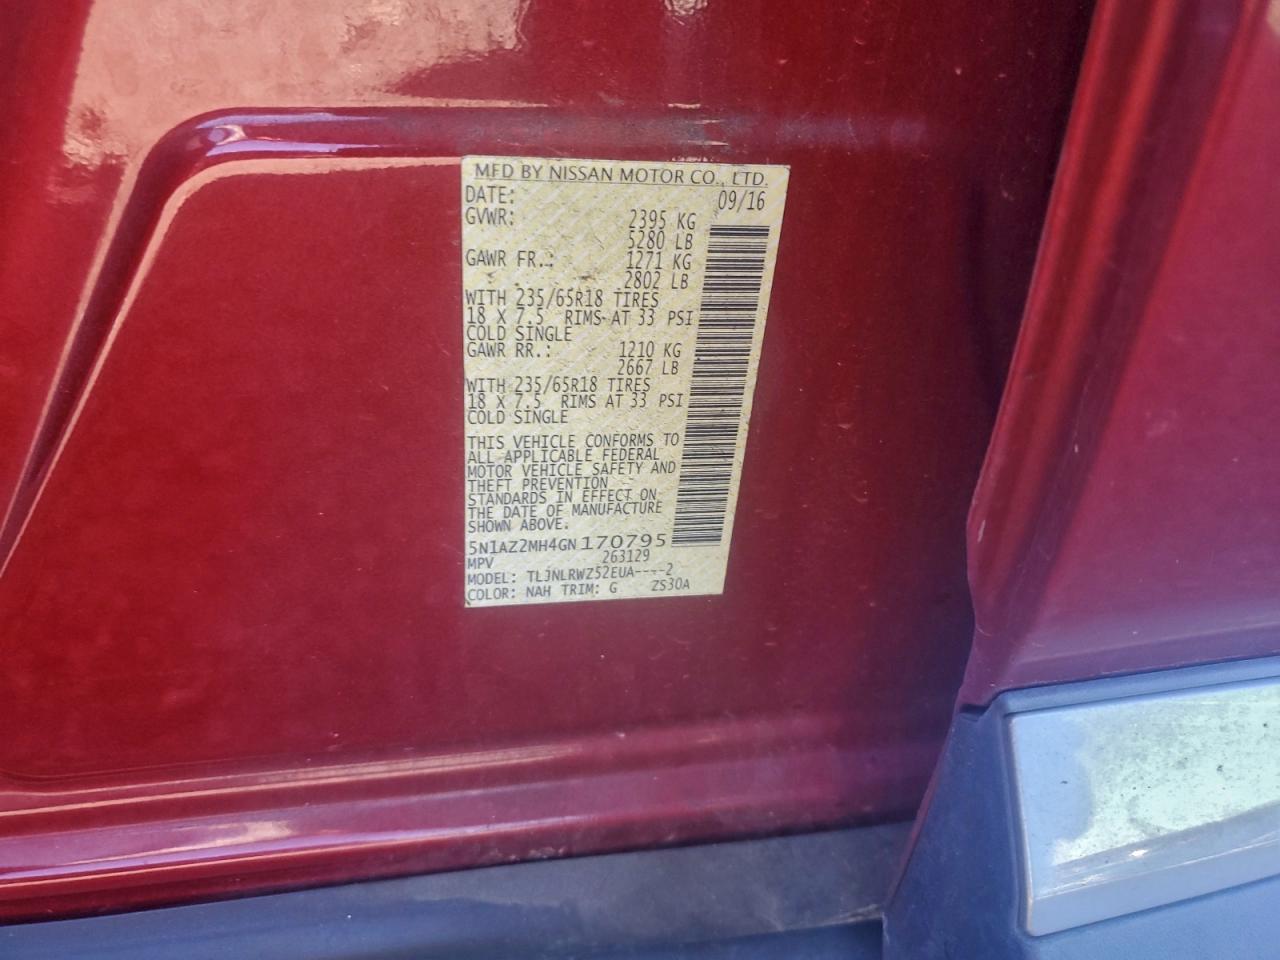 MFD BY NISSAN MOTOR CO., LTD.
DATE: 09/16
GVWR: 2395 KG
5280 LB
GAWR FR.: 1271 KG
2802 LB
WITH 235/65R18 TIRES
18 X 7.5 RIMS AT 33 PSI
COLD SINGLE
GAWR RR.: 1210 KG
2667 LB
WITH 235/65R18 TIRES
18 X 7.5 RIMS AT 33 PSI
COLD SINGLE
THIS VEHICLE CONFORMS TO
ALL APPLICABLE FEDERAL
MOTOR VEHICLE SAFETY AND
THEFT PREVENTION
STANDARDS IN EFFECT ON
THE DATE OF MANUFACTURE
SHOWN ABOVE.
5N1AZ2MH4GN170795
MPV 263129
MODEL: TLJNLRWZ52EUA----2
COLOR: NAH TRIM: G ZS30A